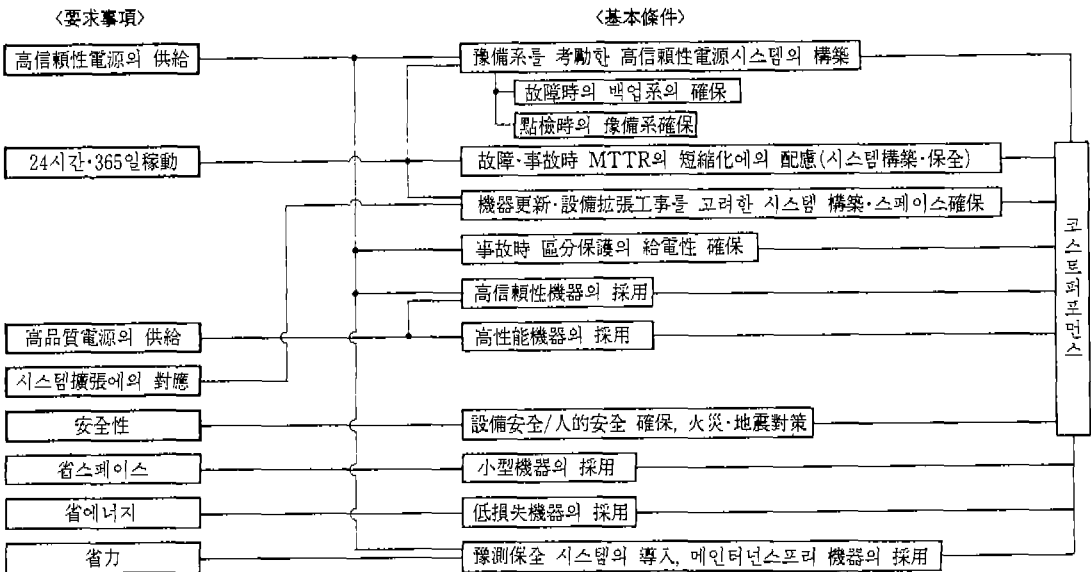 〈要求事項〉
〈基本條件〉
高信頼性電源의 供給
豫備系를 考勳한 高信頼性電源시스템의 構築
故障時의 백업系의 確保
點檢時의 豫備系確保
24시간·365일稼動
故障·事故時 MTTR의 短縮化에의 配慮(시스템構築·保全)
機器更新·設備拡張工事를 고려한 시스템 構築·스페이스確保
事故時 區分保護의 給電性 確保
高信頼性機器의 採用
高品質電源의 供給
高性能機器의 採用
시스템擴張에의 對應
安全性
設備安全/人的安全 確保, 火災·地震對策
省스페이스
小型機器의 採用
省에너지
低損失機器의 採用
省力
豫測保全 시스템의 導入, 메인터넌스프리 機器의 採用
코스트퍼포먼스